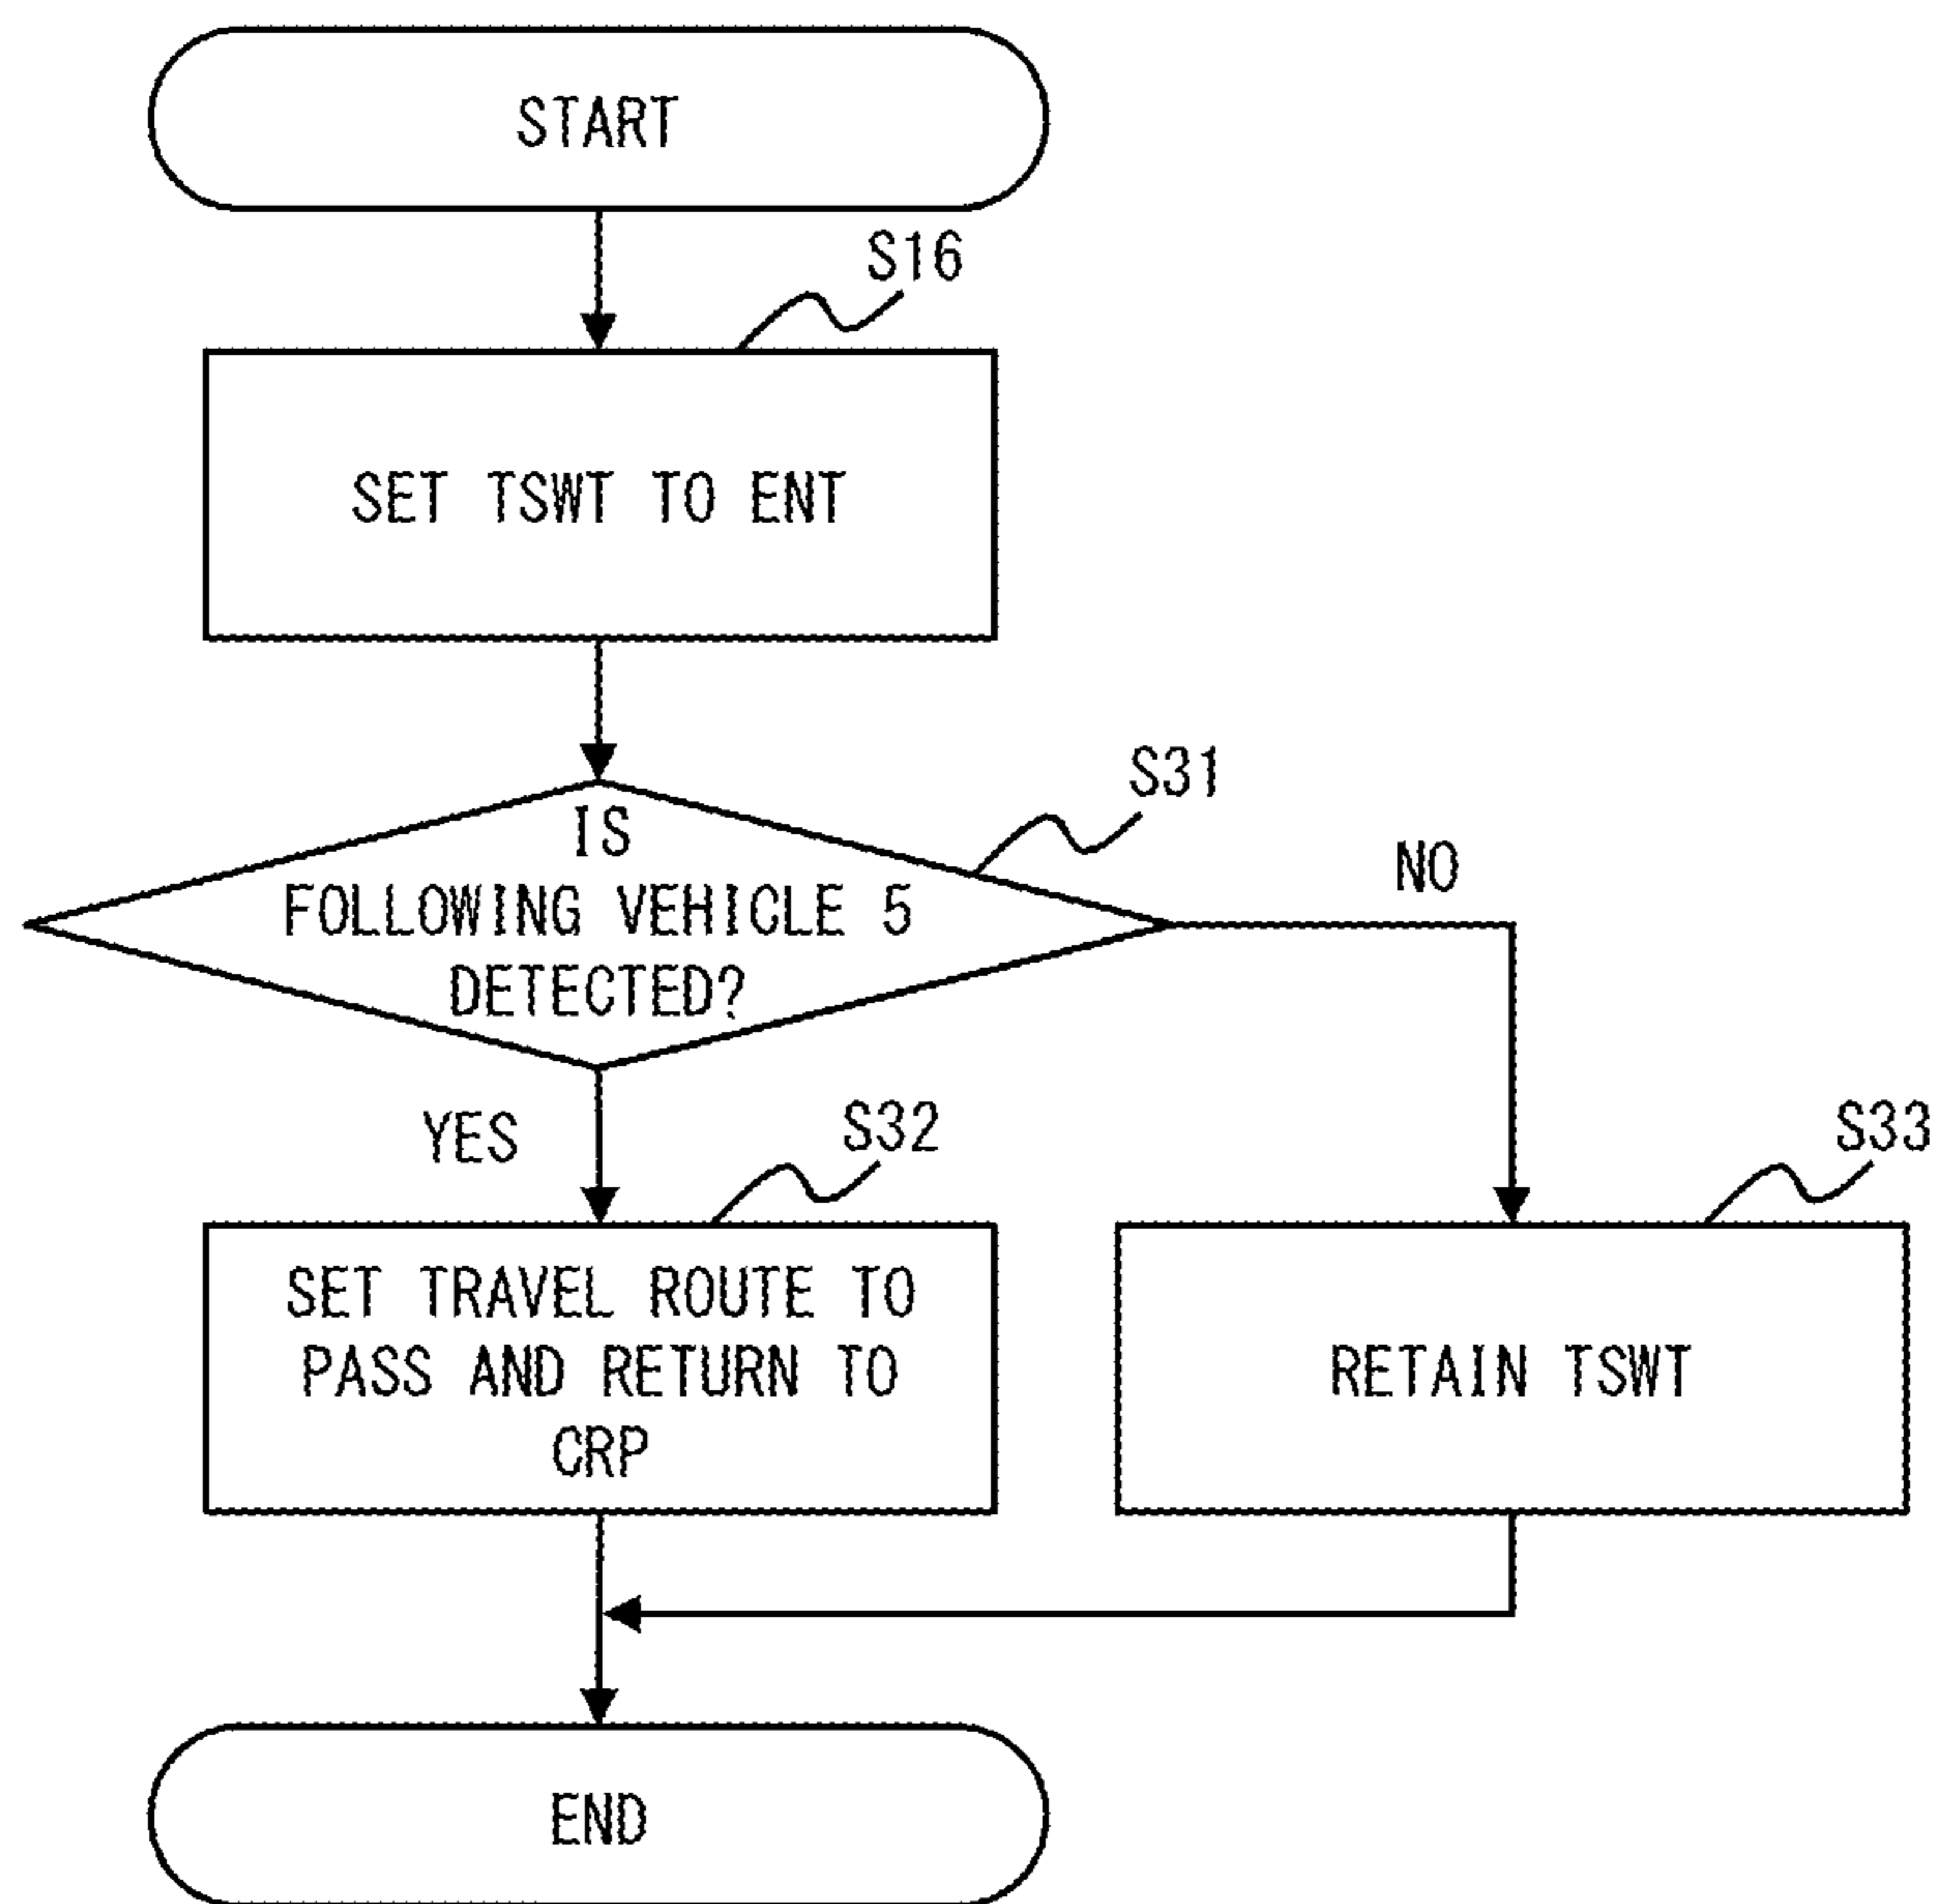 START
S16
SET TSWT TO ENT
S31
IS
FOLLOWING VEHICLE 5
DETECTED?
NO
YES
S32
S33
SET TRAVEL ROUTE TO
PASS AND RETURN TO
CRP
RETAIN TSWT
END